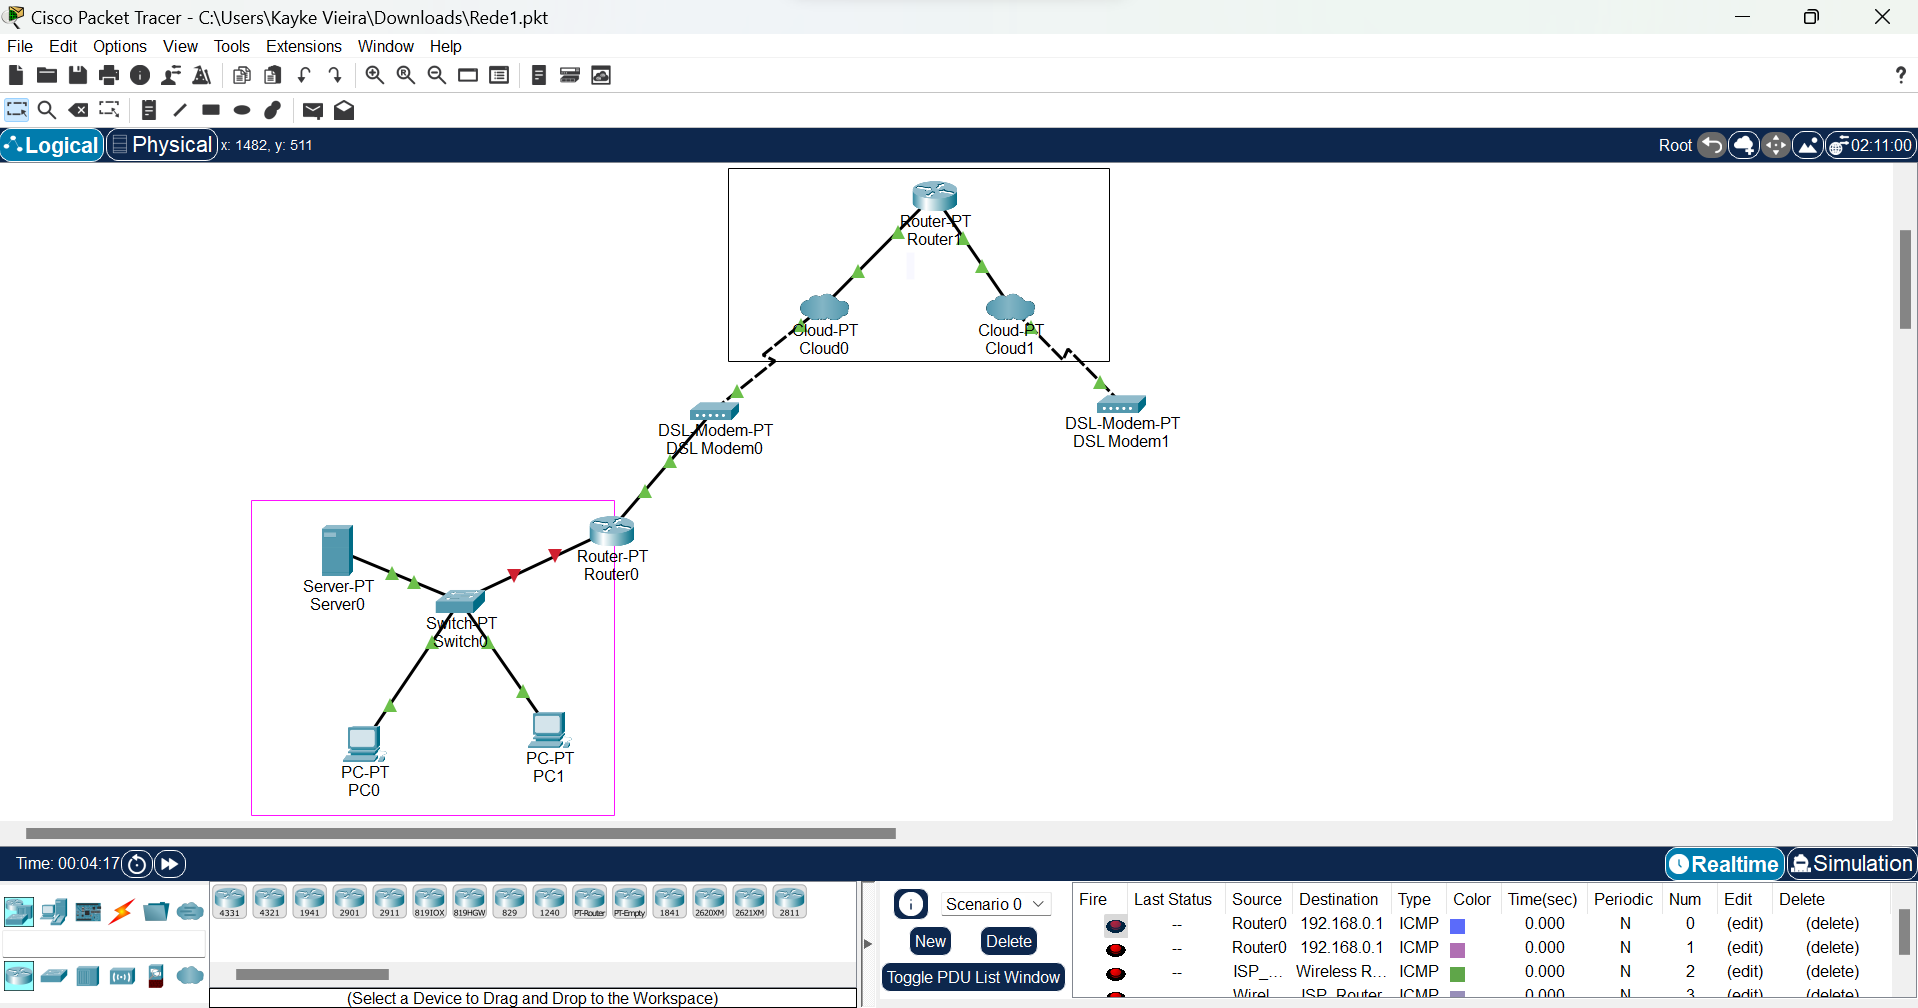 Cisco Packet Tracer - C:\Users\Kayke Vieira\Downloads\Rede1.pkt
File Edit Options View Tools Extensions Window Help
?
Logical Physical x: 1482, y: 511 Root 02:11:00
Router-PT
Router1
Cloud-PT
Cloud0
Cloud-PT
Cloud1
DSL-Modem-PT
DSL Modem0
DSL-Modem-PT
DSL Modem1
Router-PT
Router0
Server-PT
Server0
Switch-PT
Switch0
PC-PT
PC0
PC-PT
PC1
Time: 00:04:17 Realtime Simulation
4331 4321 1941 2901 2911 819IOX 819HGW 829 1240 PT-Router PT-Empty 1841 2620XM 2621XM 2811
(Select a Device to Drag and Drop to the Workspace)
Scenario 0
New Delete
Toggle PDU List Window
Fire Last Status Source Destination Type Color Time(sec) Periodic Num Edit Delete
-- Router0 192.168.0.1 ICMP 0.000 N 0 (edit) (delete)
-- Router0 192.168.0.1 ICMP 0.000 N 1 (edit) (delete)
-- ISP_... Wireless R... ICMP 0.000 N 2 (edit) (delete)
Wirel... ISP_Router ICMP 0.000 N 3 (edit) (delete)